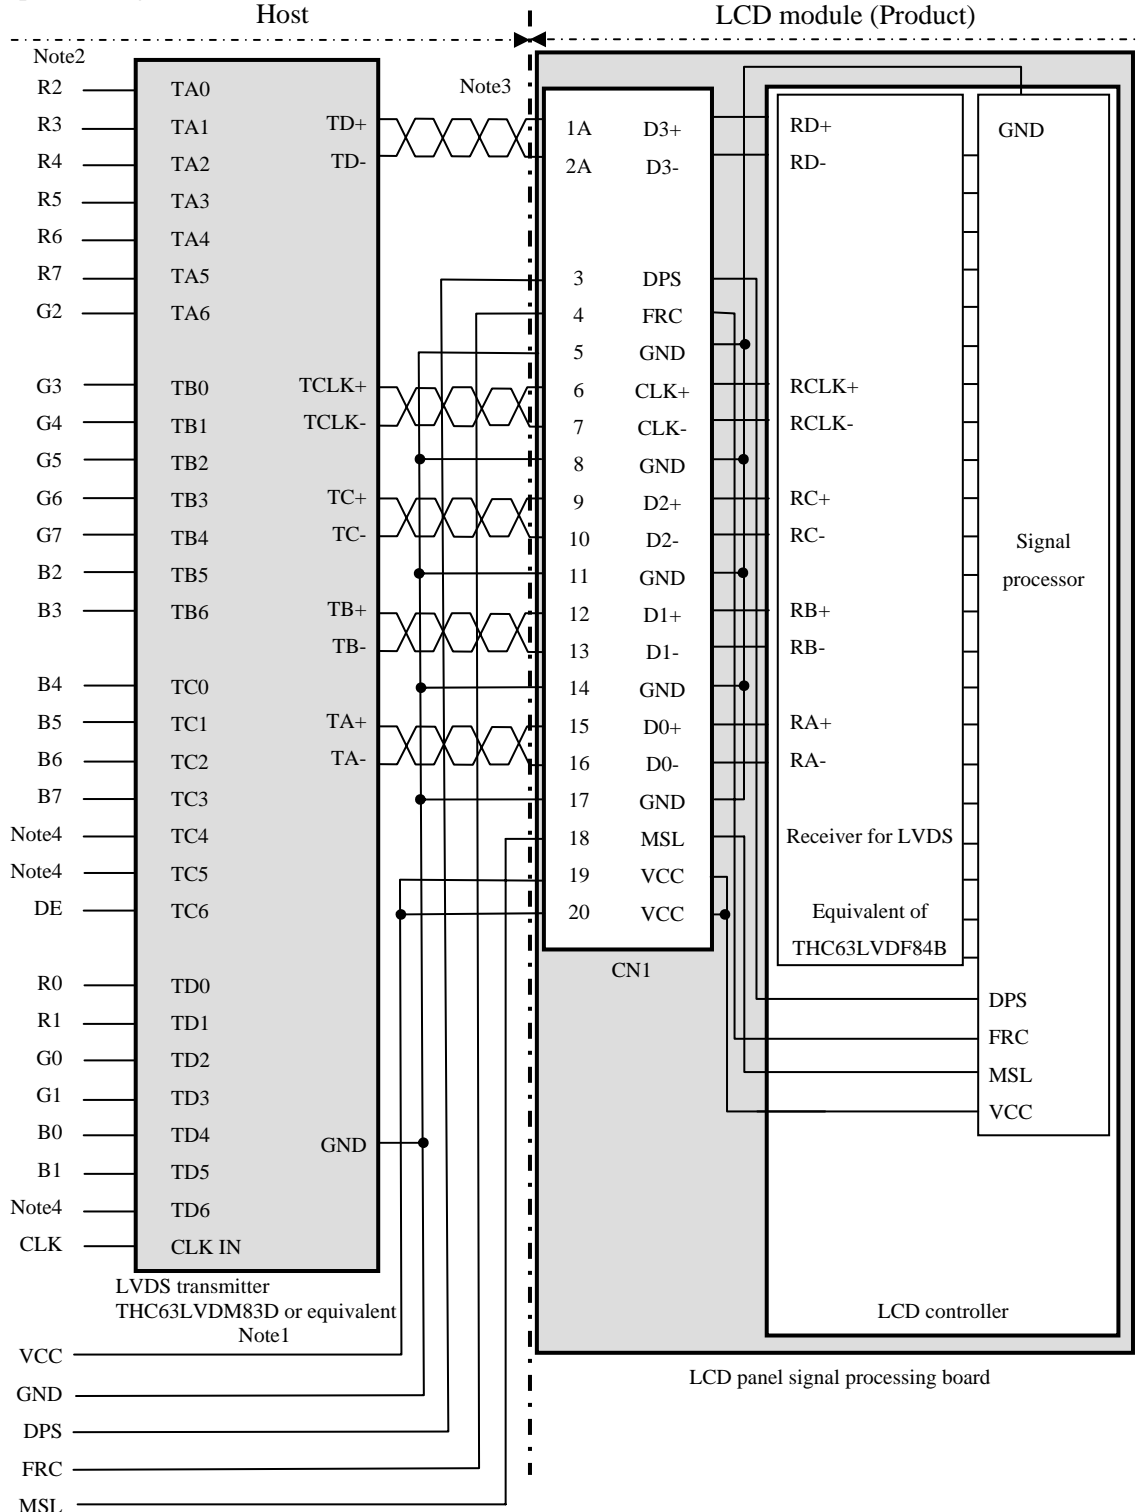 Host LCD module (Product)
Note2
Note3
R2 TA0
R3 TA1 TD+ 1A D3+ RD+ GND
R4 TA2 TD- 2A D3- RD-
R5 TA3
R6 TA4
R7 TA5 3 DPS
G2 TA6 4 FRC
5 GND
G3 TB0 TCLK+ 6 CLK+ RCLK+
G4 TB1 TCLK- 7 CLK- RCLK-
G5 TB2 8 GND
G6 TB3 TC+ 9 D2+ RC+
G7 TB4 TC- 10 D2- RC- Signal
B2 TB5 11 GND processor
B3 TB6 TB+ 12 D1+ RB+
TB- 13 D1- RB-
B4 TC0 14 GND
B5 TC1 TA+ 15 D0+ RA+
B6 TC2 TA- 16 D0- RA-
B7 TC3 17 GND
Note4 TC4 18 MSL Receiver for LVDS
Note4 TC5 19 VCC
DE TC6 20 VCC Equivalent of
THC63LVDF84B
CN1
R0 TD0
DPS
R1 TD1
FRC
G0 TD2
MSL
G1 TD3
VCC
B0 TD4 GND
B1 TD5
Note4 TD6
CLK CLK IN
LVDS transmitter
THC63LVDM83D or equivalent LCD controller
Note1
VCC
LCD panel signal processing board
GND
DPS
FRC
MSL